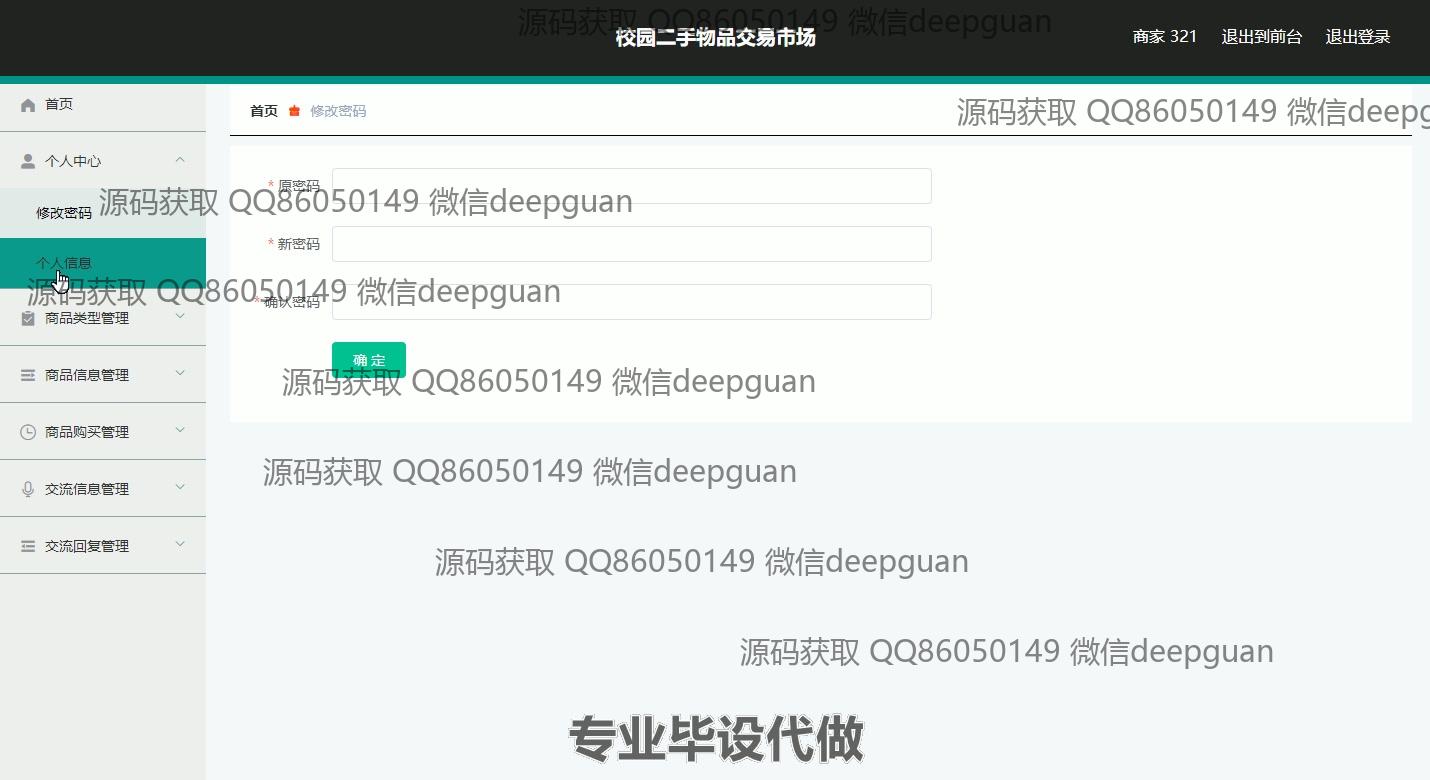 源码获取 QQ86050149 微信deepguan
校园二手物品交易市场
商家 321 退出到前台 退出登录
首页
首页 修改密码
源码获取 QQ86050149 微信deepg
个人中心
* 原密码
修改密码
源码获取 QQ86050149 微信deepguan
* 新密码
个人信息
源码获取 QQ86050149 微信deepguan
* 确认密码
商品类型管理
确 定
商品信息管理
源码获取 QQ86050149 微信deepguan
商品购买管理
源码获取 QQ86050149 微信deepguan
交流信息管理
交流回复管理
源码获取 QQ86050149 微信deepguan
源码获取 QQ86050149 微信deepguan
专业毕设代做